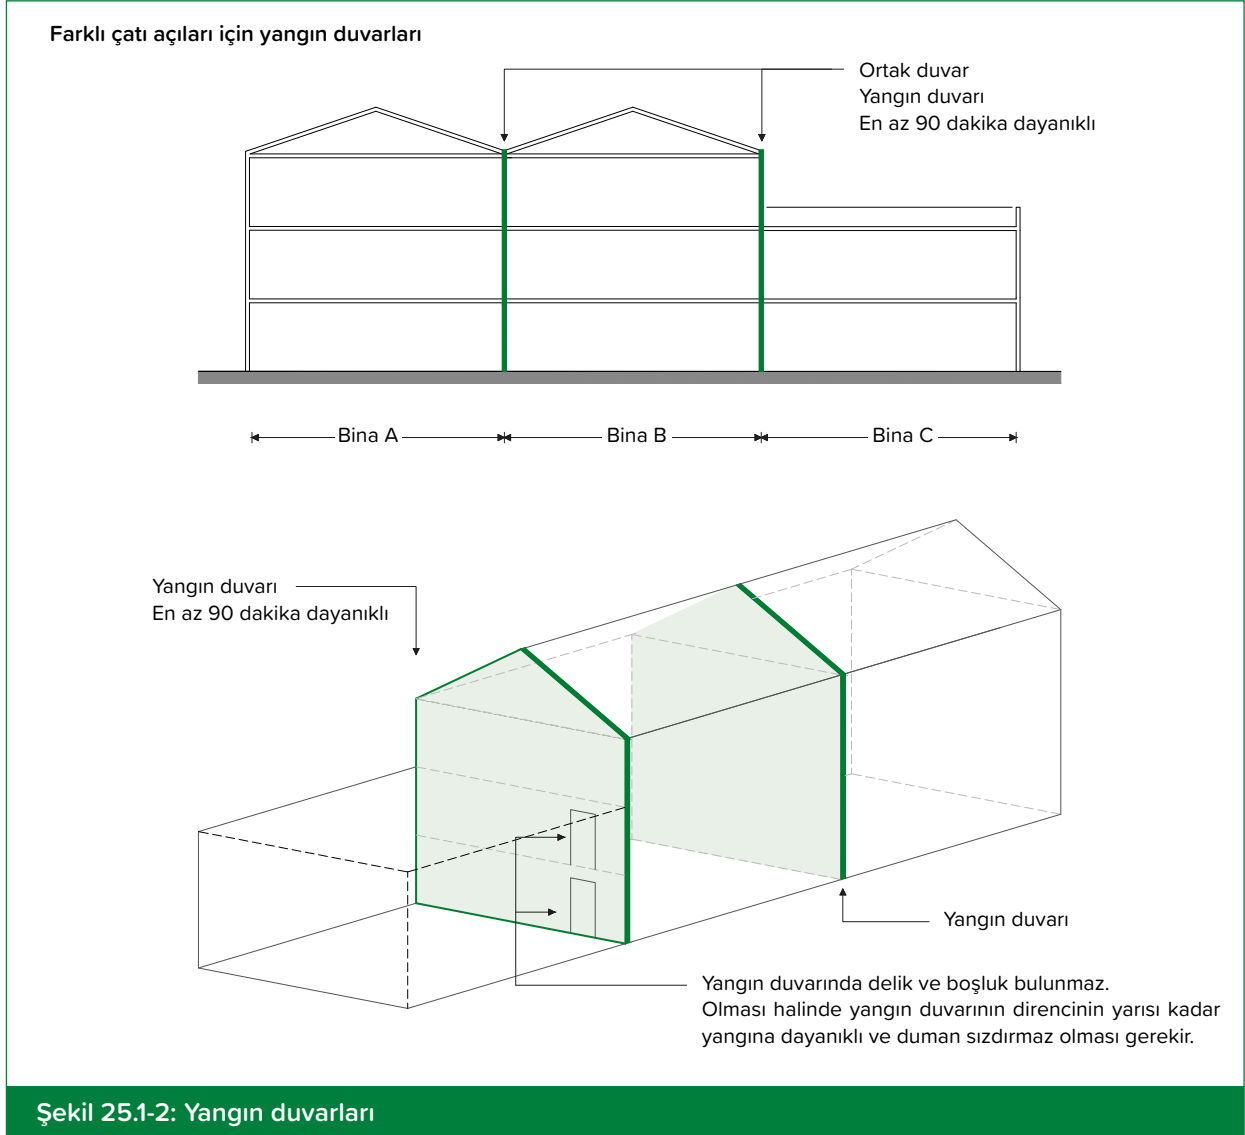 Farklı çatı açıları için yangın duvarları
Ortak duvar
Yangın duvarı
En az 90 dakika dayanıklı
Bina A
Bina B
Bina C
Yangın duvarı
En az 90 dakika dayanıklı
Yangın duvarı
Yangın duvarında delik ve boşluk bulunmaz.
Olması halinde yangın duvarının direncinin yarısı kadar
yangına dayanıklı ve duman sızdırmaz olması gerekir.
Şekil 25.1-2: Yangın duvarları